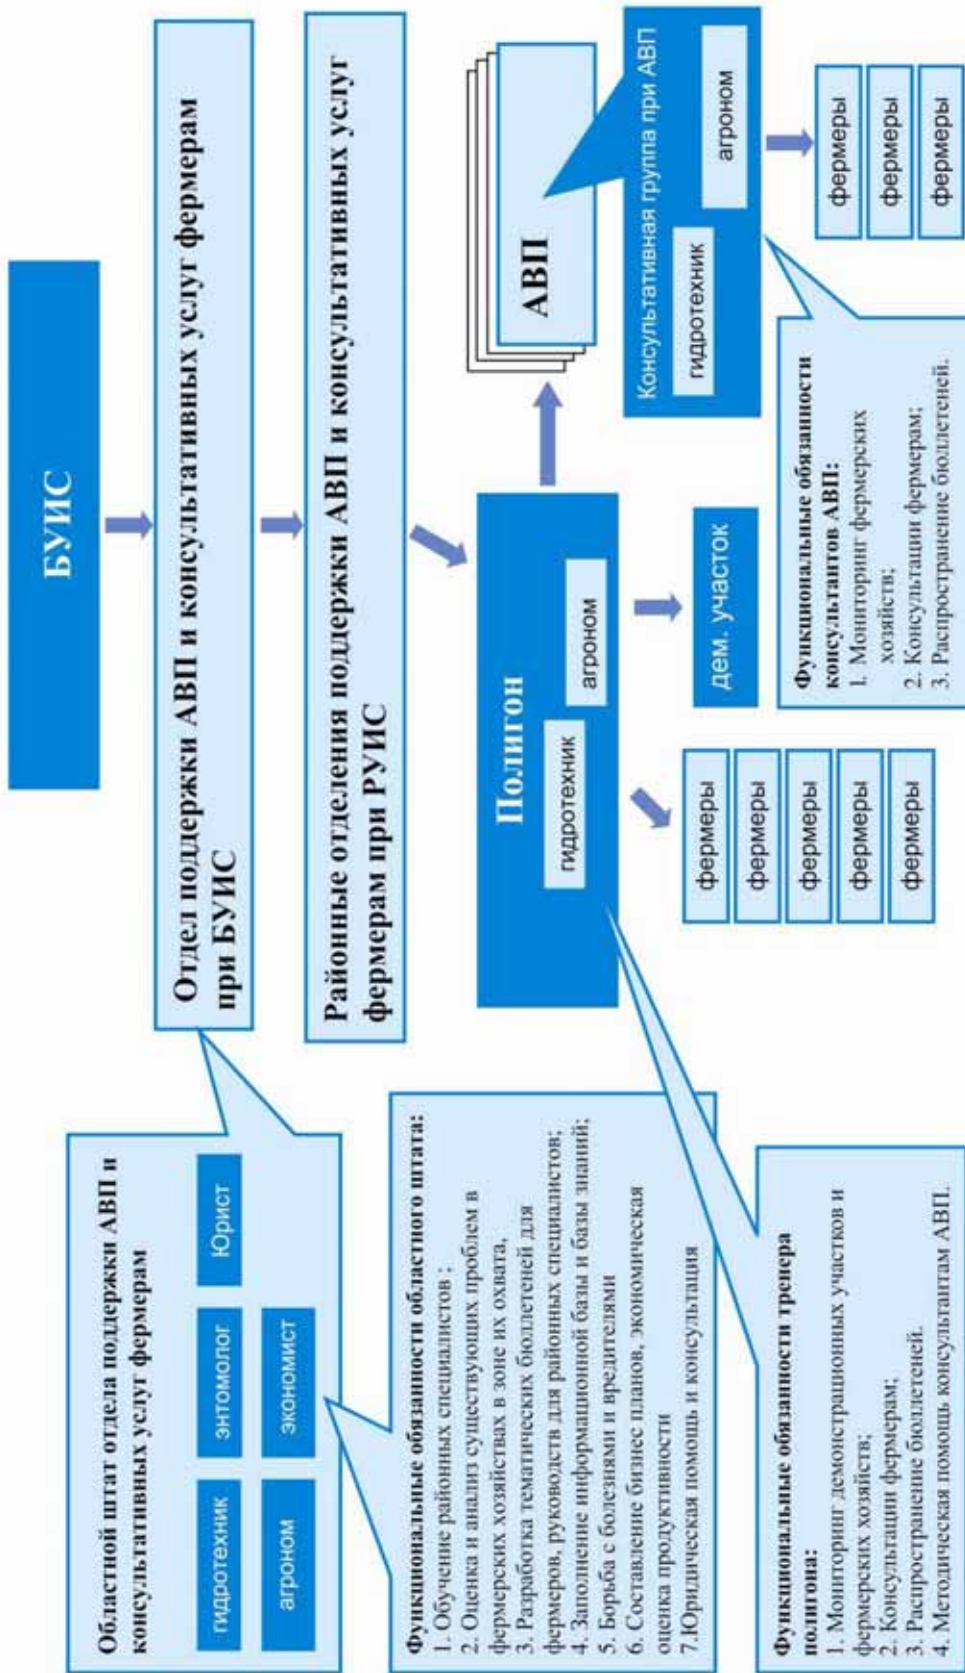 БУИС
Отдел поддержки АВП и консультативных услуг фермерам
при БУИС
Районные отделения поддержки АВП и консультативных услуг
фермерам при РУИС
Областной штат отдела поддержки АВП и
консультативных услуг фермерам
гидротехник
энтомолог
Юрист
агроном
экономист
Функциональные обязанности областного штата:
1. Обучение районных специалистов ;
2. Оценка и анализ существующих проблем в
фермерских хозяйствах в зоне их охвата,
3. Разработка тематических бюллетеней для
фермеров, руководств для районных специалистов;
4. Заполнение информационной базы и базы знаний;
5. Борьба с болезнями и вредителями
6. Составление бизнес планов, экономическая
оценка продуктивности
7.Юридическая помощь и консультация
Полигон
гидротехник
агроном
АВП
Консультативная группа при АВП
гидротехник
агроном
дем. участок
фермеры
фермеры
фермеры
фермеры
фермеры
фермеры
фермеры
фермеры
Функциональные обязанности тренера
полигона:
1. Мониторинг демонстрационных участков и
фермерских хозяйств;
2. Консультации фермерам;
3. Распространение бюллетеней.
4. Методическая помощь консультантам АВП.
Функциональные обязанности
консультантов АВП:
1. Мониторинг фермерских
хозяйств;
2. Консультации фермерам;
3. Распространение бюллетеней.